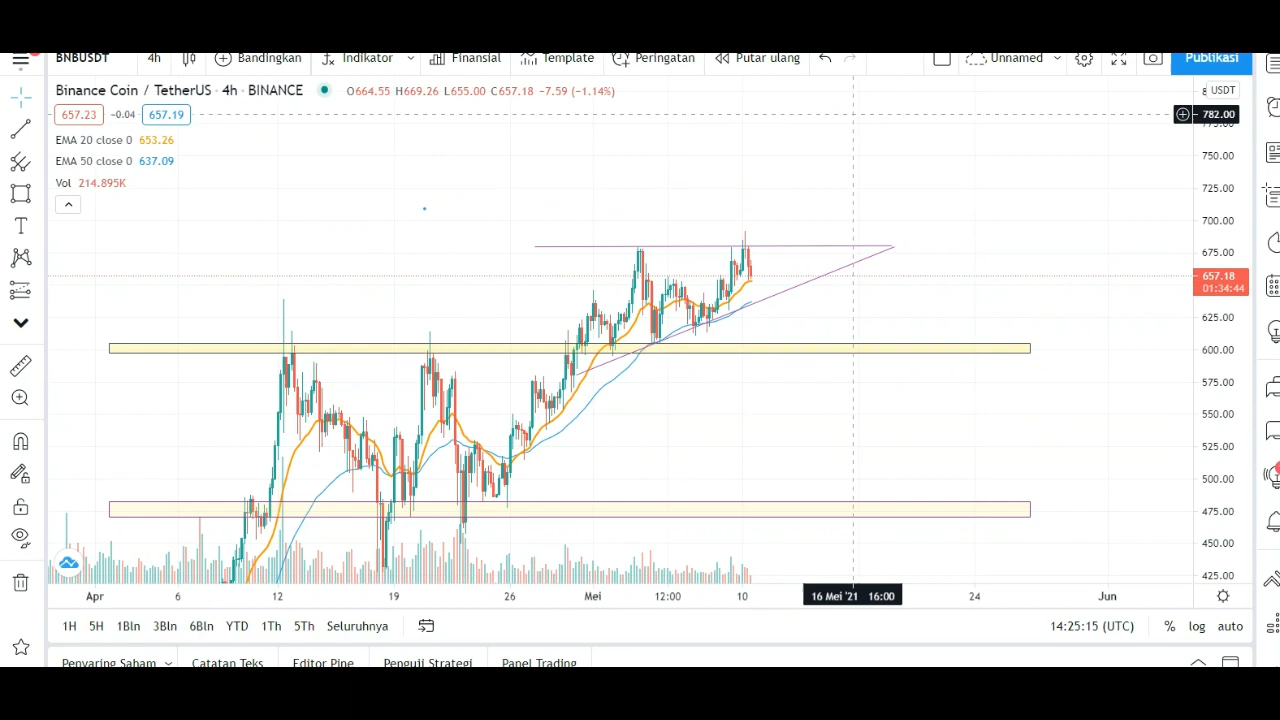 BNBUSDT 4h Bandingkan Indikator Finansial Template Peringatan Putar ulang Unnamed Publikasi
Binance Coin / TetherUS · 4h · BINANCE O664.55 H669.26 L655.00 C657.18 −7.59 (−1.14%)
USDT
657.23 -0.04 657.19
782.00
EMA 20 close 0 653.26
EMA 50 close 0 637.09
Vol 214.895K
750.00
725.00
700.00
675.00
657.18
01:34:44
625.00
600.00
575.00
550.00
525.00
500.00
475.00
450.00
425.00
Apr 6 12 19 26 Mei 12:00 10 16 Mei '21 16:00 24 Jun
1H 5H 1Bln 3Bln 6Bln YTD 1Th 5Th Seluruhnya 14:25:15 (UTC) % log auto
Penyaring Saham Catatan Teks Editor Pine Penguji Strategi Panel Trading